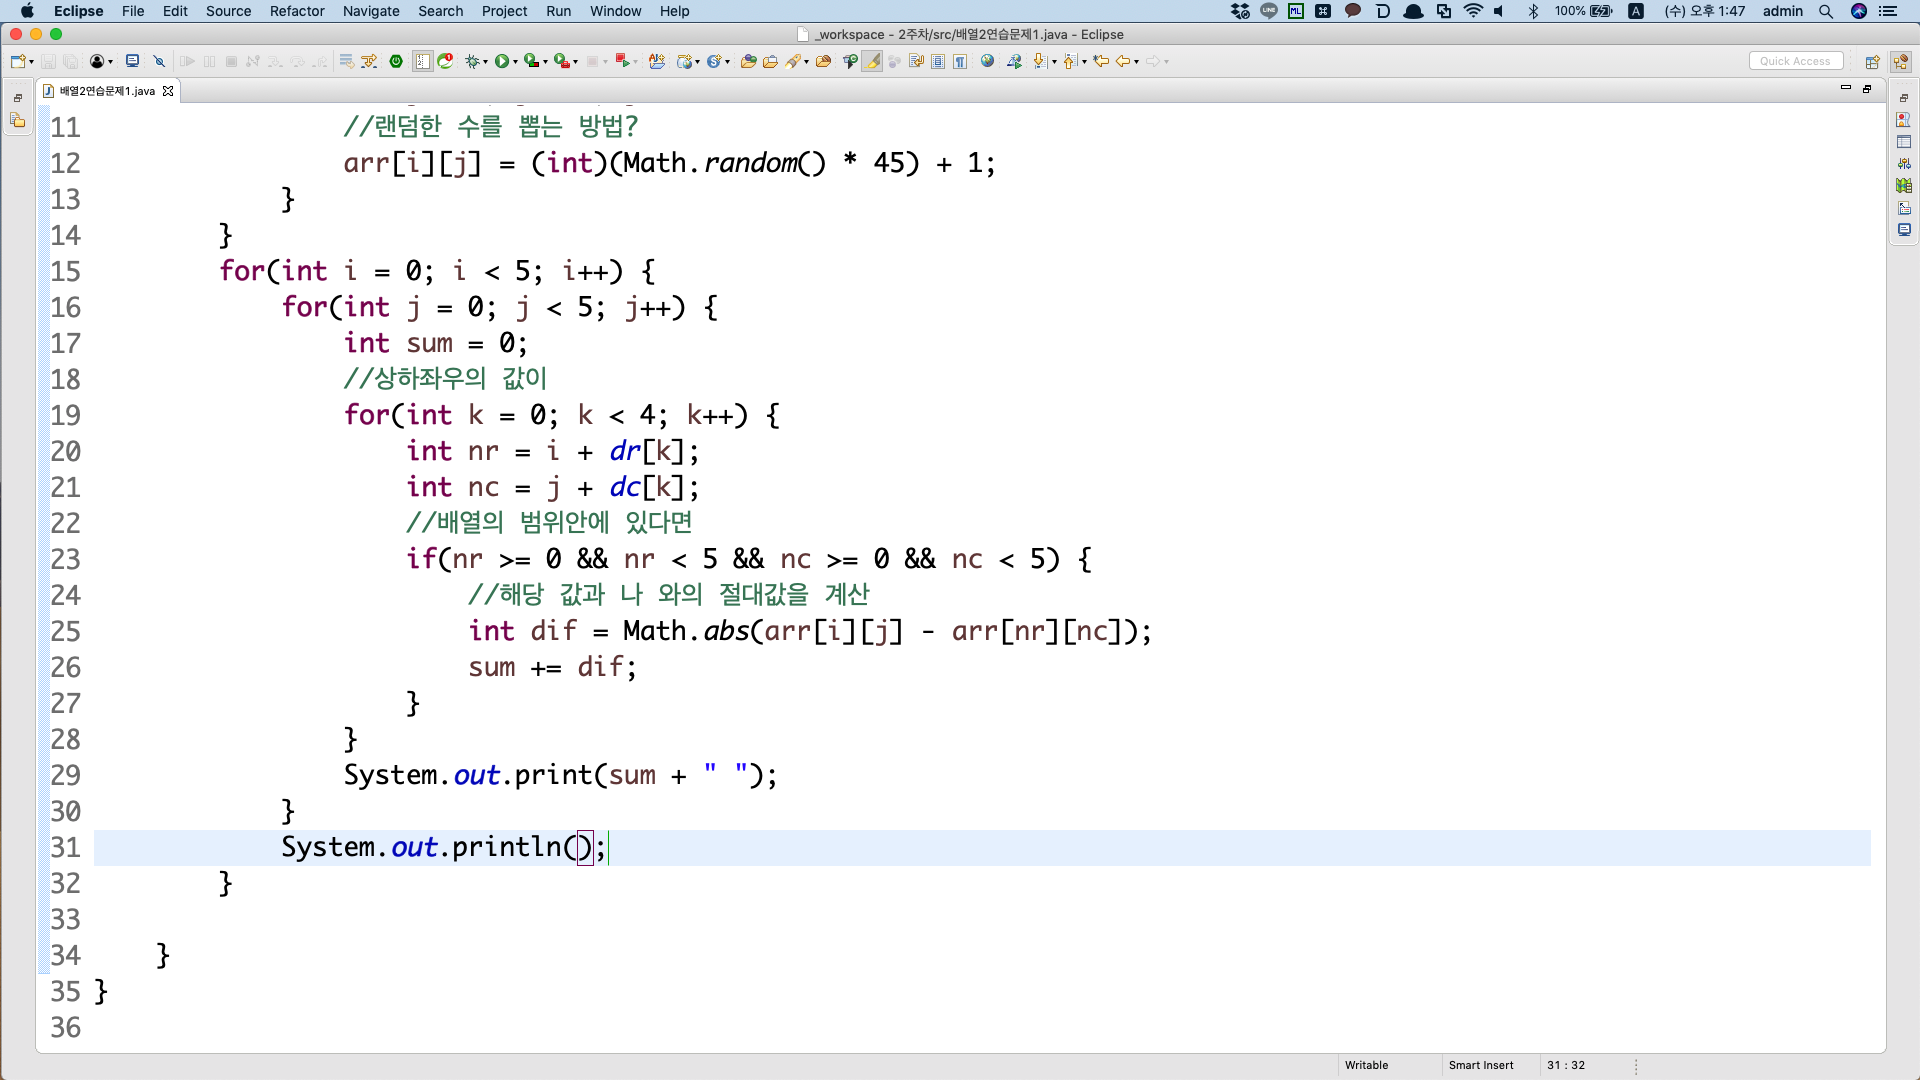 Eclipse File Edit Source Refactor Navigate Search Project Run Window Help 100% A (수) 오후 1:47 admin
_workspace - 2주차/src/배열2연습문제1.java - Eclipse
Quick Access
배열2연습문제1.java
11 //랜덤한 수를 뽑는 방법?
12 arr[i][j] = (int)(Math.random() * 45) + 1;
13 }
14 }
15 for(int i = 0; i < 5; i++) {
16 for(int j = 0; j < 5; j++) {
17 int sum = 0;
18 //상하좌우의 값이
19 for(int k = 0; k < 4; k++) {
20 int nr = i + dr[k];
21 int nc = j + dc[k];
22 //배열의 범위안에 있다면
23 if(nr >= 0 && nr < 5 && nc >= 0 && nc < 5) {
24 //해당 값과 나 와의 절대값을 계산
25 int dif = Math.abs(arr[i][j] - arr[nr][nc]);
26 sum += dif;
27 }
28 }
29 System.out.print(sum + " ");
30 }
31 System.out.println();
32 }
33
34 }
35 }
36
Writable Smart Insert 31 : 32